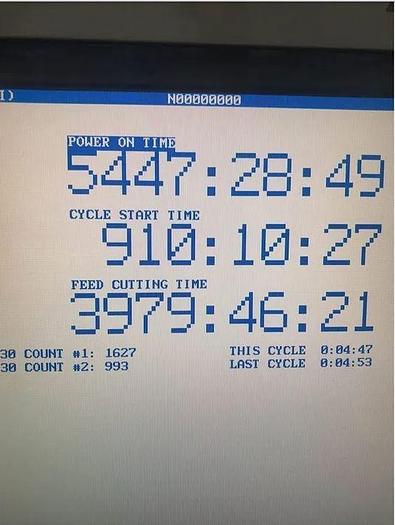 I) N00000000
POWER ON TIME
5447:28:49
CYCLE START TIME
910:10:27
FEED CUTTING TIME
3979:46:21
30 COUNT #1: 1627 THIS CYCLE 0:04:47
30 COUNT #2: 993 LAST CYCLE 0:04:53